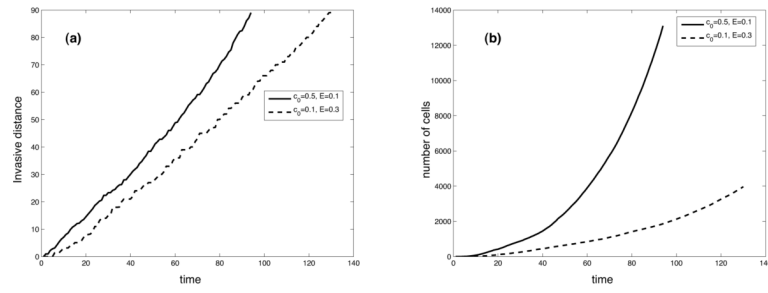 (a)
Invasive distance
90
80
70
60
50
40
30
20
10
0
c0=0.5, E=0.1
c0=0.1, E=0.3
0 20 40 60 80 100 120 140
time
(b)
number of cells
14000
12000
10000
8000
6000
4000
2000
0
c0=0.5, E=0.1
c0=0.1, E=0.3
0 20 40 60 80 100 120 14
time